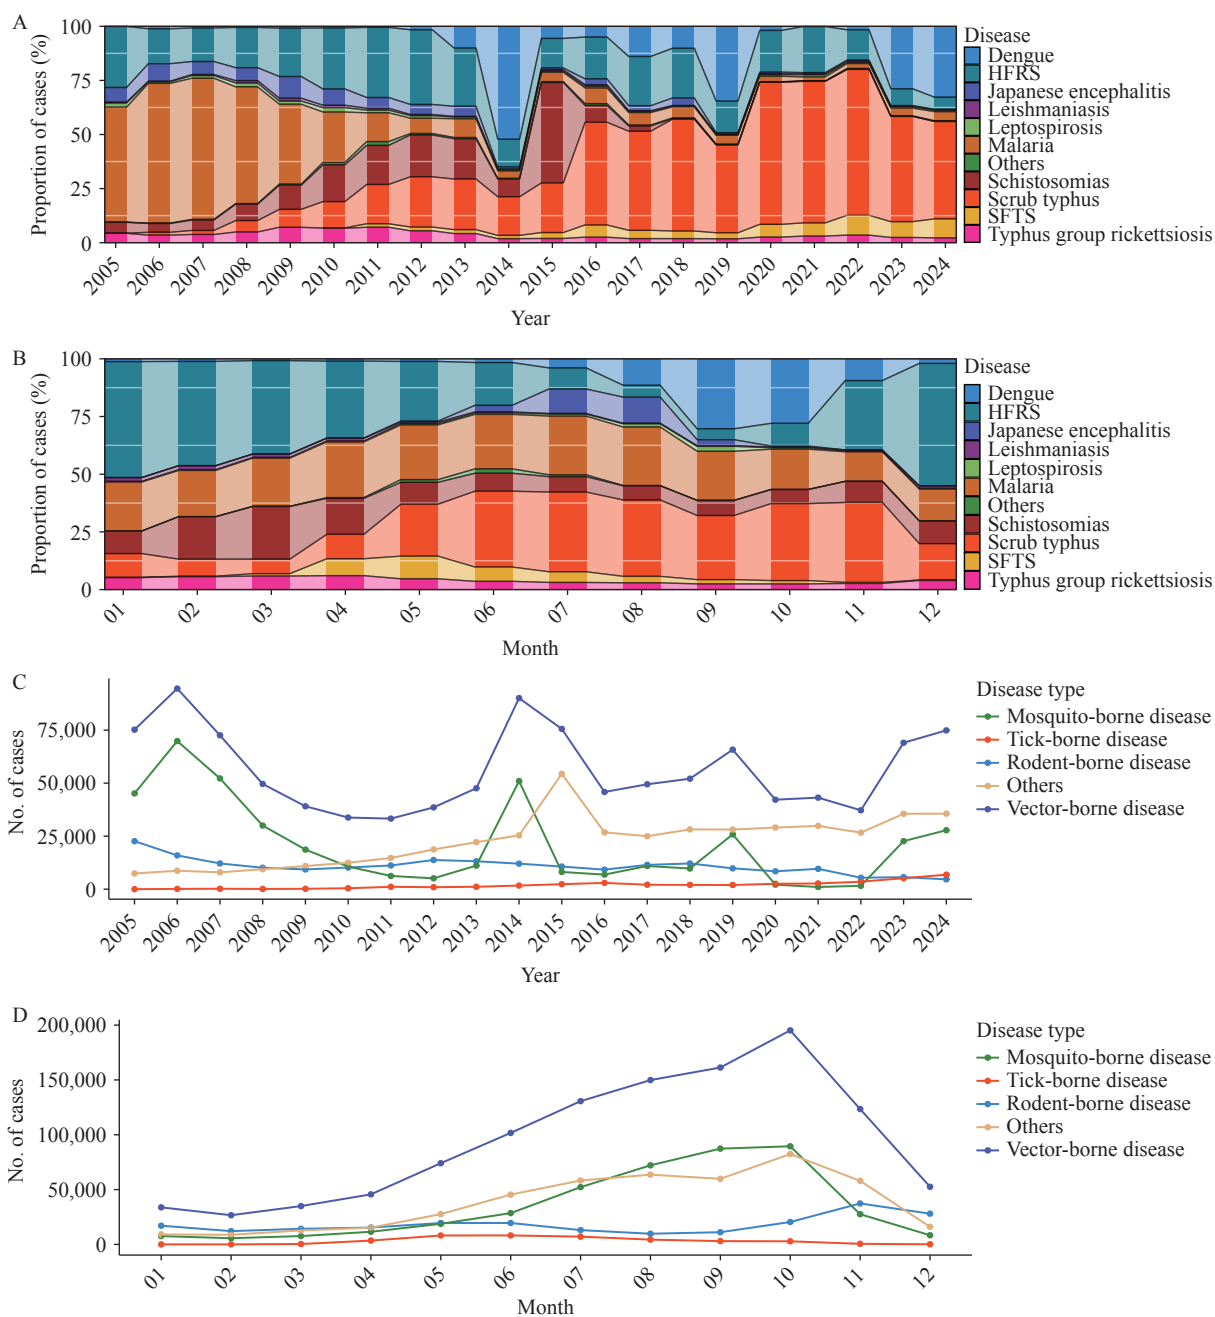 A
Proportion of cases (%)
100
75
50
25
0
2005 2006 2007 2008 2009 2010 2011 2012 2013 2014 2015 2016 2017 2018 2019 2020 2021 2022 2023 2024
Year
Disease
Dengue
HFRS
Japanese encephalitis
Leishmaniasis
Leptospirosis
Malaria
Others
Schistosomias
Scrub typhus
SFTS
Typhus group rickettsiosis
B
Proportion of cases (%)
100
75
50
25
0
01 02 03 04 05 06 07 08 09 10 11 12
Month
Disease
Dengue
HFRS
Japanese encephalitis
Leishmaniasis
Leptospirosis
Malaria
Others
Schistosomias
Scrub typhus
SFTS
Typhus group rickettsiosis
C
No. of cases
75,000
50,000
25,000
0
2005 2006 2007 2008 2009 2010 2011 2012 2013 2014 2015 2016 2017 2018 2019 2020 2021 2022 2023 2024
Year
Disease type
Mosquito-borne disease
Tick-borne disease
Rodent-borne disease
Others
Vector-borne disease
D
No. of cases
200,000
150,000
100,000
50,000
0
01 02 03 04 05 06 07 08 09 10 11 12
Month
Disease type
Mosquito-borne disease
Tick-borne disease
Rodent-borne disease
Others
Vector-borne disease